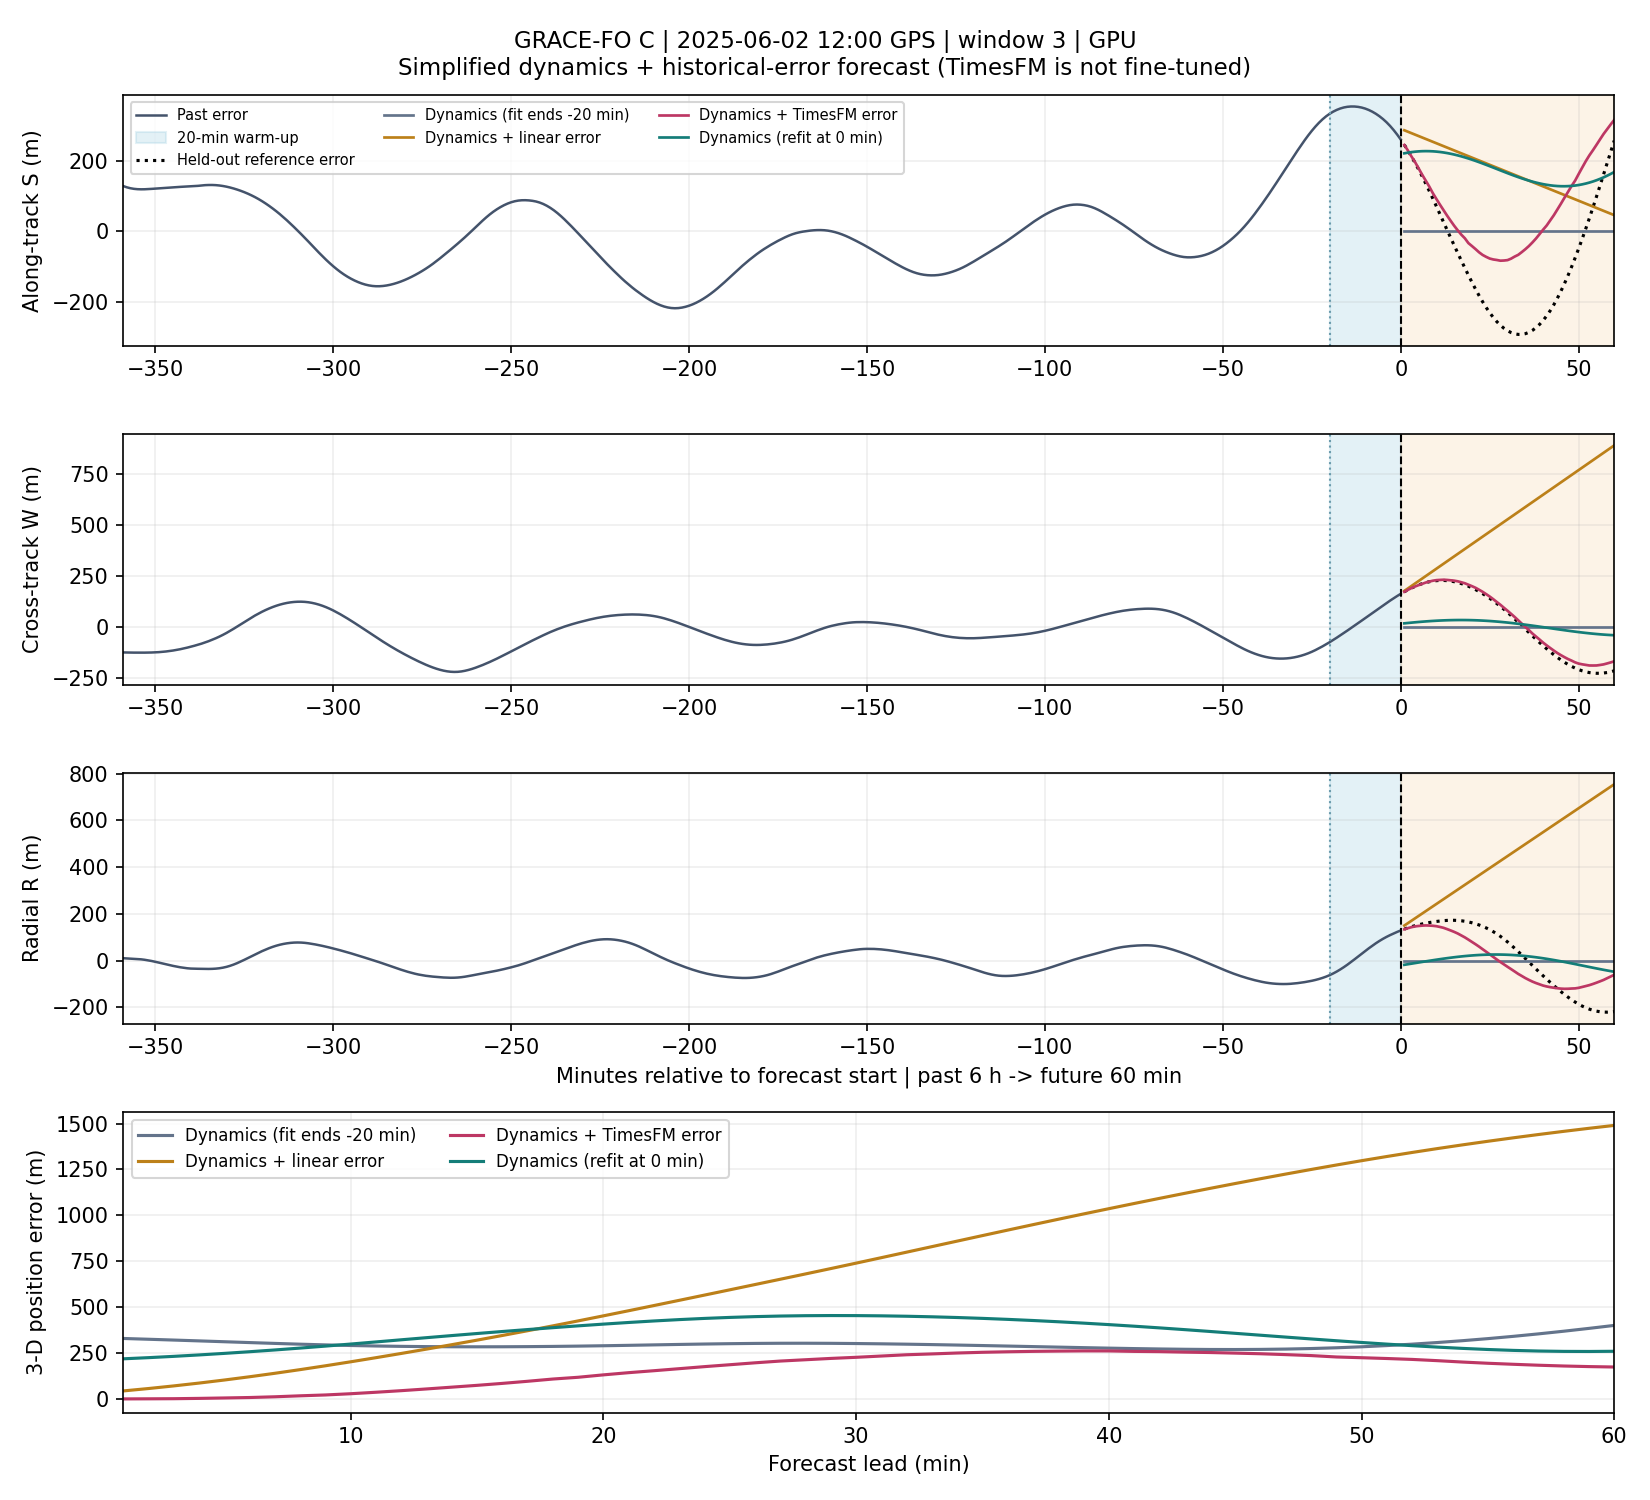 GRACE-FO C | 2025-06-02 12:00 GPS | window 3 | GPU
Simplified dynamics + historical-error forecast (TimesFM is not fine-tuned)
Along-track S (m)
200
0
−200
Past error
20-min warm-up
Held-out reference error
Dynamics (fit ends -20 min)
Dynamics + linear error
Dynamics + TimesFM error
Dynamics (refit at 0 min)
−350 −300 −250 −200 −150 −100 −50 0 50
Cross-track W (m)
750
500
250
0
−250
−350 −300 −250 −200 −150 −100 −50 0 50
Radial R (m)
800
600
400
200
0
−200
−350 −300 −250 −200 −150 −100 −50 0 50
Minutes relative to forecast start | past 6 h -> future 60 min
3-D position error (m)
1500
1250
1000
750
500
250
0
Dynamics (fit ends -20 min)
Dynamics + linear error
Dynamics + TimesFM error
Dynamics (refit at 0 min)
10 20 30 40 50 60
Forecast lead (min)